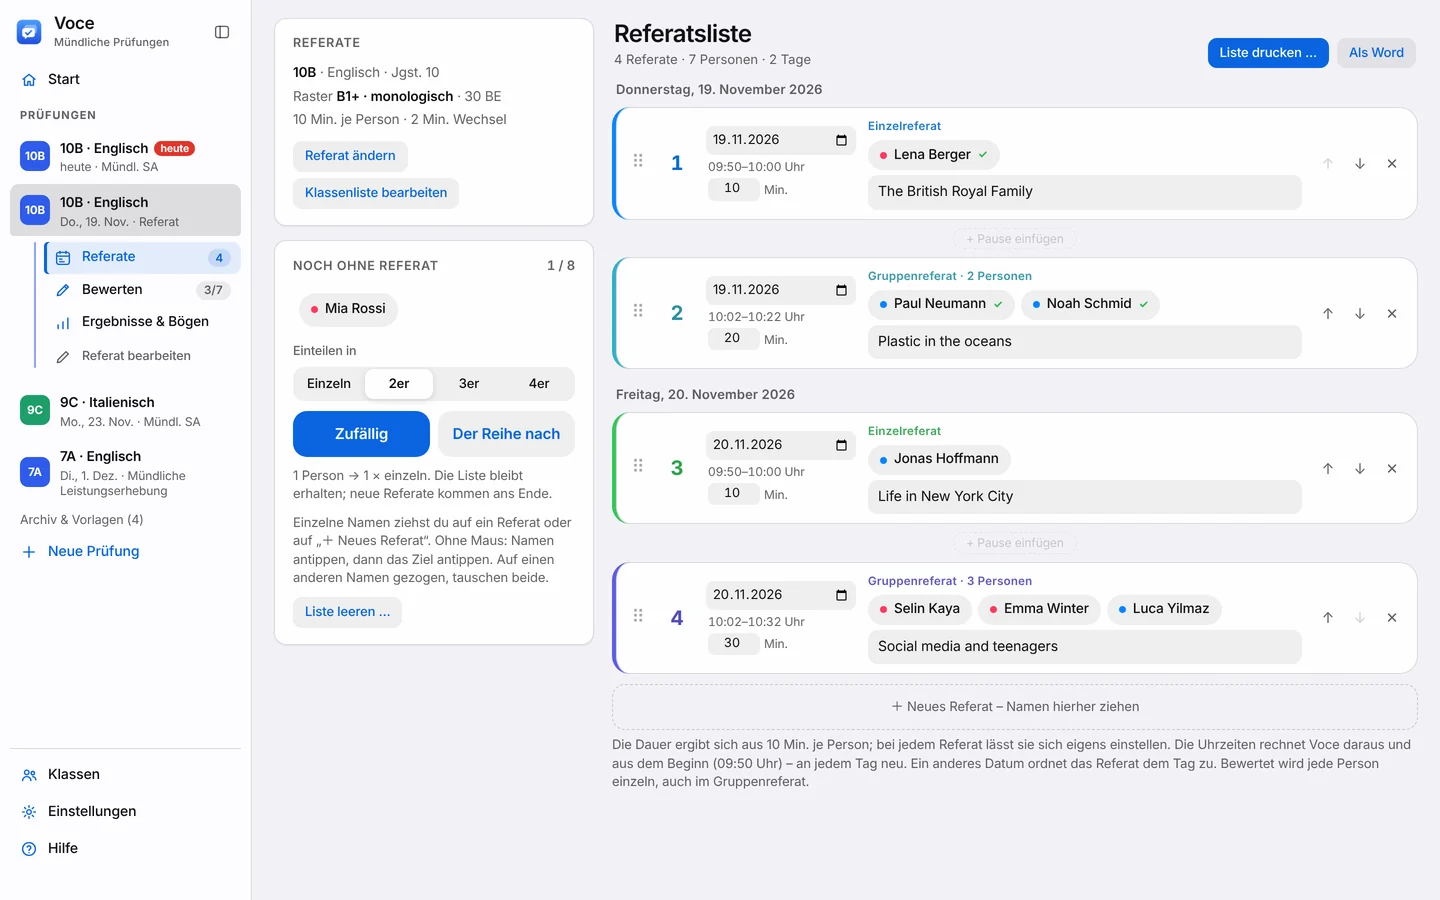 Voce
Mündliche Prüfungen
Start
PRÜFUNGEN
10B
10B · Englisch heute
heute · Mündl. SA
10B
10B · Englisch
Do., 19. Nov. · Referat
Referate 4
Bewerten 3/7
Ergebnisse & Bögen
Referat bearbeiten
9C
9C · Italienisch
Mo., 23. Nov. · Mündl. SA
7A
7A · Englisch
Di., 1. Dez. · Mündliche
Leistungserhebung
Archiv & Vorlagen (4)
+ Neue Prüfung
Klassen
Einstellungen
Hilfe
REFERATE
10B · Englisch · Jgst. 10
Raster B1+ · monologisch · 30 BE
10 Min. je Person · 2 Min. Wechsel
Referat ändern
Klassenliste bearbeiten
NOCH OHNE REFERAT 1 / 8
Mia Rossi
Einteilen in
Einzeln 2er 3er 4er
Zufällig Der Reihe nach
1 Person → 1 × einzeln. Die Liste bleibt
erhalten; neue Referate kommen ans Ende.
Einzelne Namen ziehst du auf ein Referat oder
auf „+ Neues Referat“. Ohne Maus: Namen
antippen, dann das Ziel antippen. Auf einen
anderen Namen gezogen, tauschen beide.
Liste leeren ...
Referatsliste
4 Referate · 7 Personen · 2 Tage
Liste drucken ... Als Word
Donnerstag, 19. November 2026
1
19.11.2026
09:50–10:00 Uhr
10 Min.
Einzelreferat
Lena Berger ✓
The British Royal Family
+ Pause einfügen
2
19.11.2026
10:02–10:22 Uhr
20 Min.
Gruppenreferat · 2 Personen
Paul Neumann ✓ Noah Schmid ✓
Plastic in the oceans
Freitag, 20. November 2026
3
20.11.2026
09:50–10:00 Uhr
10 Min.
Einzelreferat
Jonas Hoffmann
Life in New York City
+ Pause einfügen
4
20.11.2026
10:02–10:32 Uhr
30 Min.
Gruppenreferat · 3 Personen
Selin Kaya Emma Winter Luca Yilmaz
Social media and teenagers
+ Neues Referat – Namen hierher ziehen
Die Dauer ergibt sich aus 10 Min. je Person; bei jedem Referat lässt sie sich eigens einstellen. Die Uhrzeiten rechnet Voce daraus und
aus dem Beginn (09:50 Uhr) – an jedem Tag neu. Ein anderes Datum ordnet das Referat dem Tag zu. Bewertet wird jede Person
einzeln, auch im Gruppenreferat.